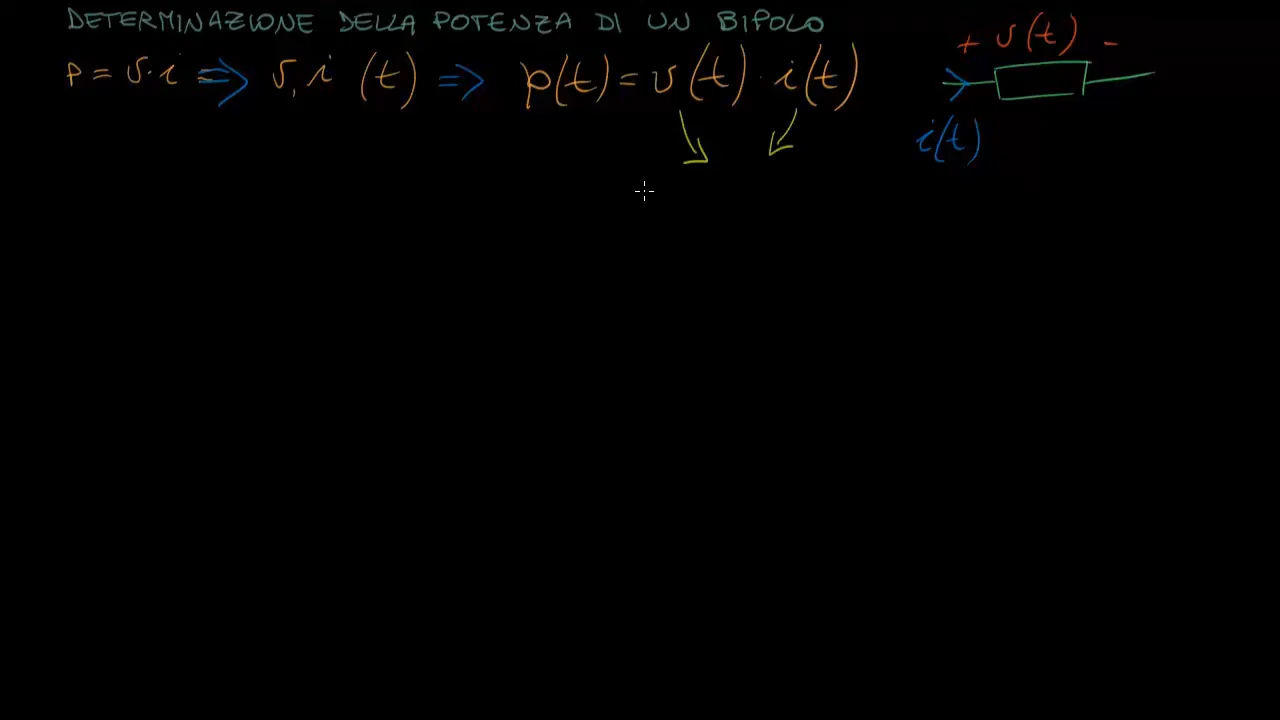 DETERMINAZIONE DELLA POTENZA DI UN BIPOLO
p = v·i => v, i (t) => p(t) = v(t) · i(t)
+ v(t) -
i(t)